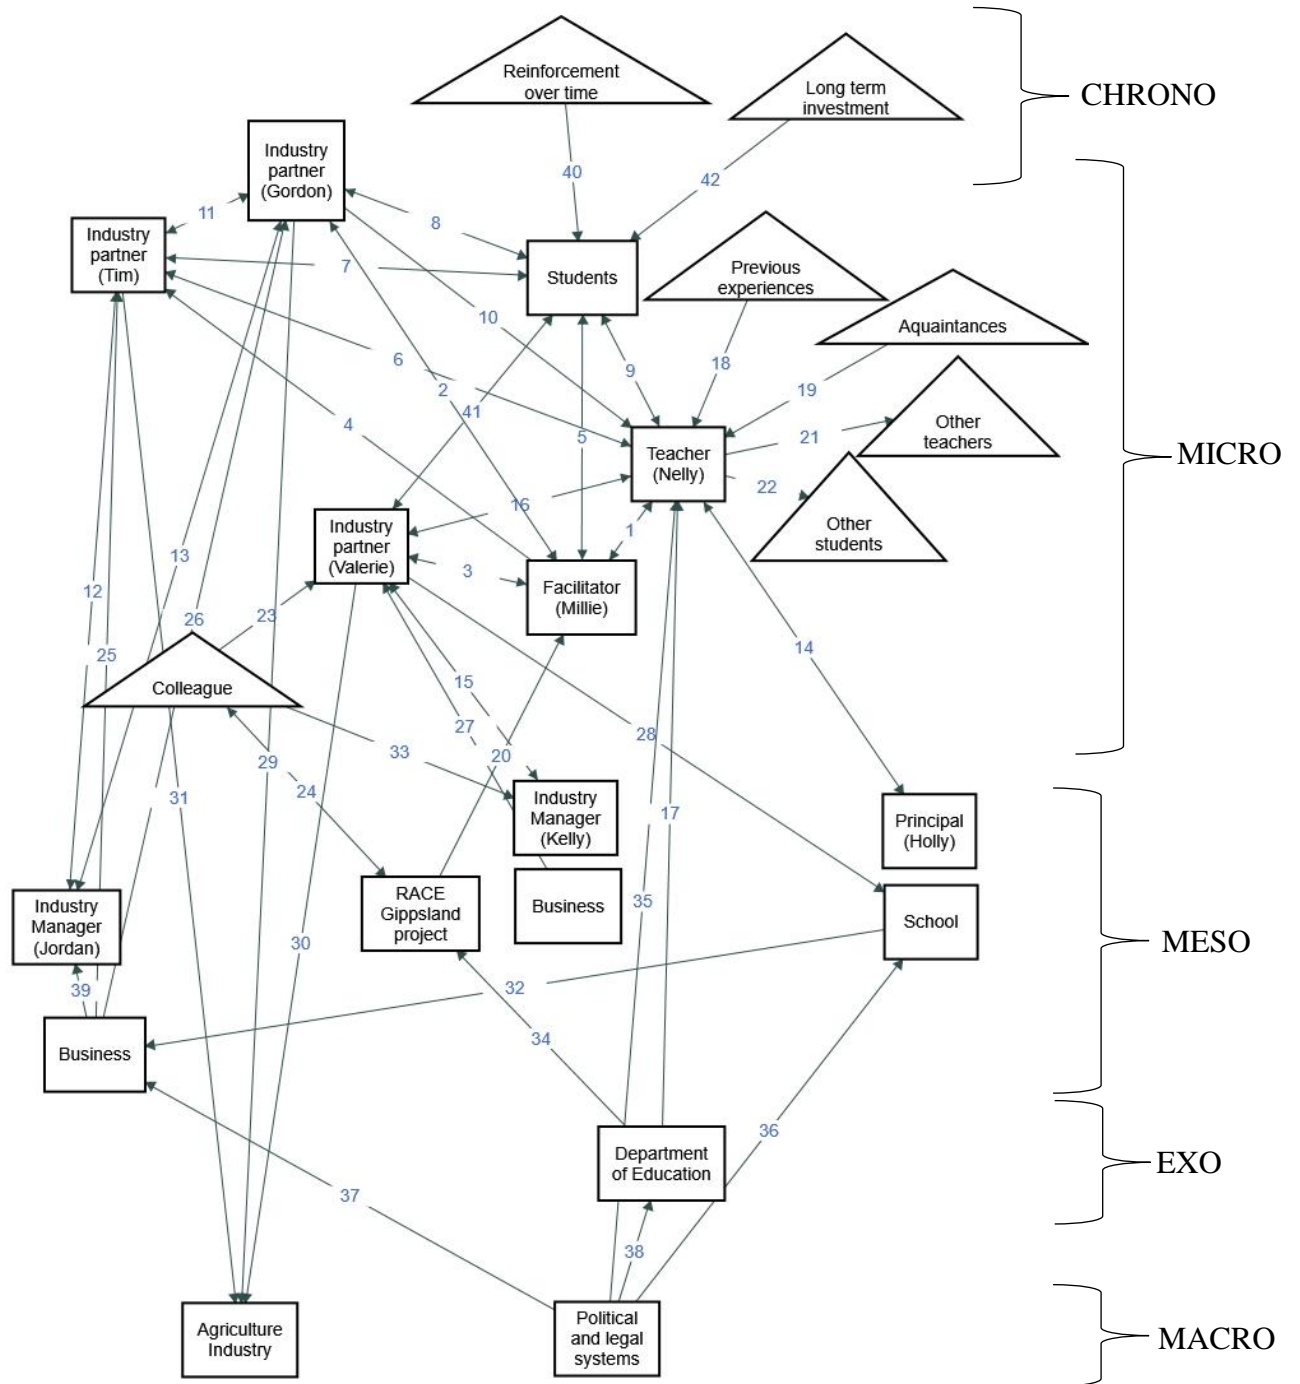 Reinforcement
over time
Long term
investment
CHRONO
Industry
partner
(Gordon)
40
42
11
8
Industry
partner
(Tim)
7
Students
Previous
experiences
Aquaintances
10
6
9
18
19
2
41
4
5
21
Other
teachers
Teacher
(Nelly)
22
MICRO
16
Other
students
Industry
partner
(Valerie)
1
13
3
Facilitator
(Millie)
12
26
23
25
14
Colleague
15
27
28
33
20
29
24
31
Industry
Manager
(Kelly)
17
Principal
(Holly)
RACE
Gippsland
project
Business
35
School
Industry
Manager
(Jordan)
30
MESO
39
32
Business
34
36
Department
of Education
EXO
37
38
Agriculture
Industry
Political
and legal
systems
MACRO